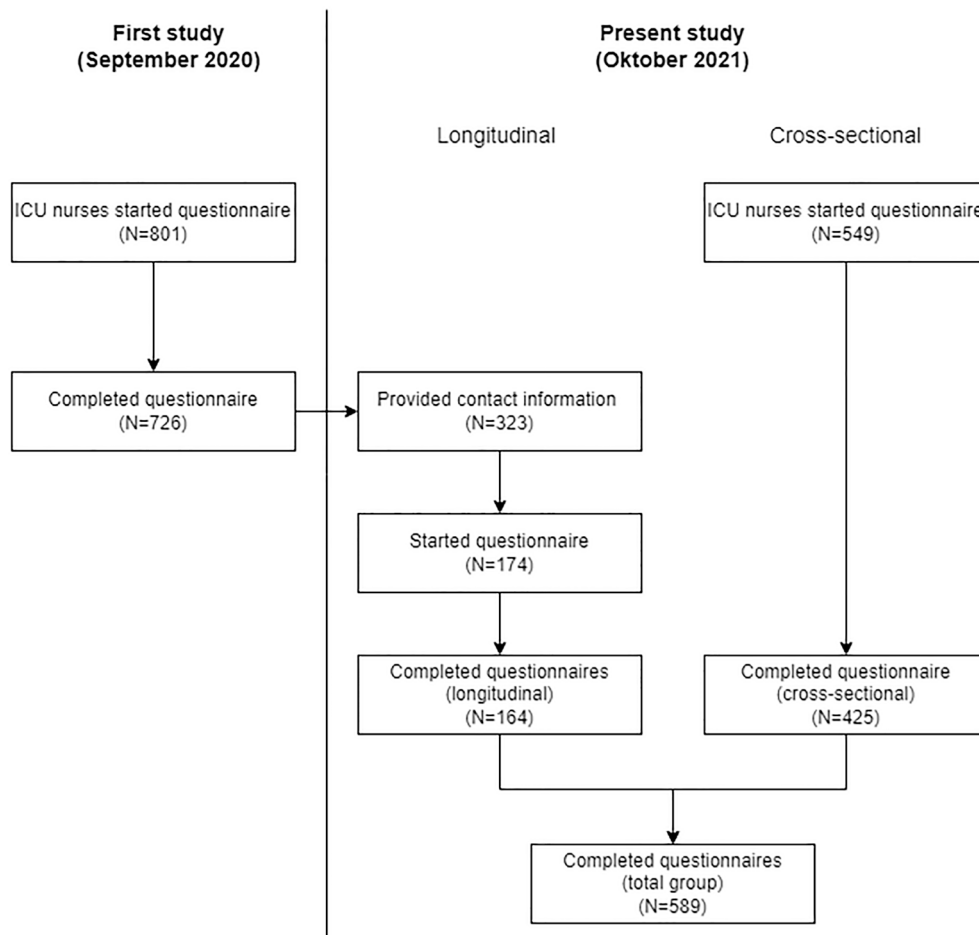 First study
(September 2020)
Present study
(Oktober 2021)
Longitudinal
Cross-sectional
ICU nurses started questionnaire
(N=801)
ICU nurses started questionnaire
(N=549)
Completed questionnaire
(N=726)
Provided contact information
(N=323)
Started questionnaire
(N=174)
Completed questionnaires
(longitudinal)
(N=164)
Completed questionnaire
(cross-sectional)
(N=425)
Completed questionnaires
(total group)
(N=589)